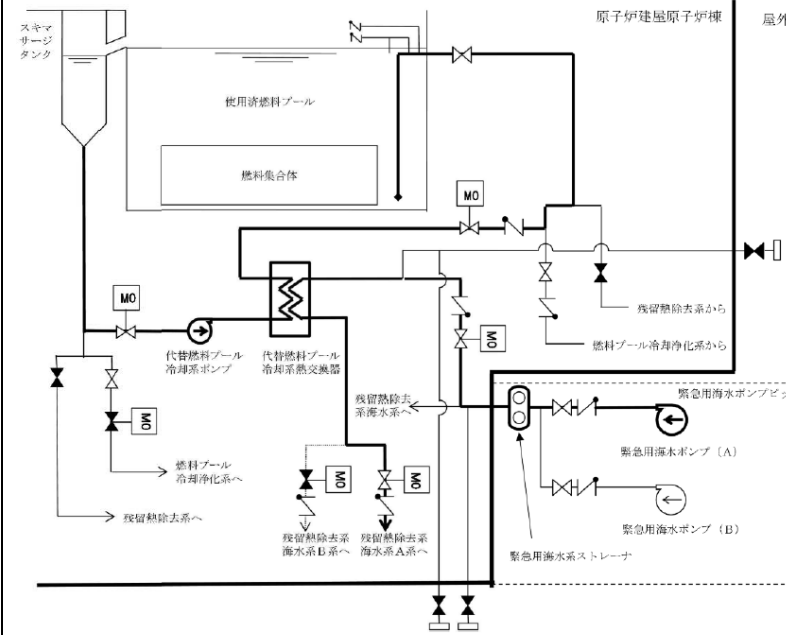 スキマ
サージ
タンク
原子炉建屋原子炉棟
屋外
使用済燃料プール
燃料集合体
MO
MO
残留熱除去系から
代替燃料プール
冷却系ポンプ
代替燃料プール
冷却系熱交換器
MO
燃料プール冷却浄化系から
緊急用海水ポンプピッ
残留熱除去
系海水系へ
MO
緊急用海水ポンプ（A）
燃料プール
冷却浄化系へ
MO
MO
残留熱除去系へ
残留熱除去系
海水系B系へ
残留熱除去系
海水系A系へ
緊急用海水ポンプ（B）
緊急用海水系ストレーナ